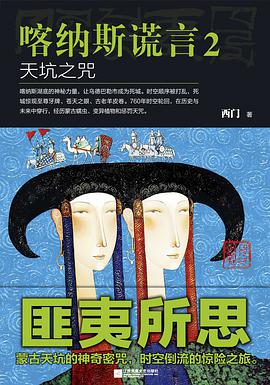 喀纳斯谎言2
天坑之咒
喀纳斯湖底的神秘力量，让乌德巴勒市成为死城。时空顺序被打乱、死
城惊现至尊牙牌、苍天之眼、古老羊皮卷。760年时空轮回，在历史与
未来中穿行，经历蒙古蠕虫、变异植物和惩罚天咒。
西门 著
匪夷所思
蒙古天坑的神奇密咒，时空倒流的惊险之旅。